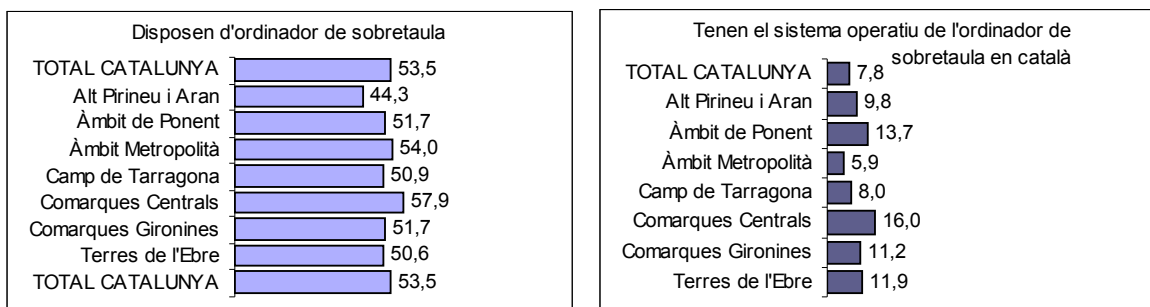 Disposen d'ordinador de sobretaula
TOTAL CATALUNYA 53,5
Alt Pirineu i Aran 44,3
Àmbit de Ponent 51,7
Àmbit Metropolità 54,0
Camp de Tarragona 50,9
Comarques Centrals 57,9
Comarques Gironines 51,7
Terres de l'Ebre 50,6
TOTAL CATALUNYA 53,5
Tenen el sistema operatiu de l'ordinador de
sobretaula en català
TOTAL CATALUNYA 7,8
Alt Pirineu i Aran 9,8
Àmbit de Ponent 13,7
Àmbit Metropolità 5,9
Camp de Tarragona 8,0
Comarques Centrals 16,0
Comarques Gironines 11,2
Terres de l'Ebre 11,9